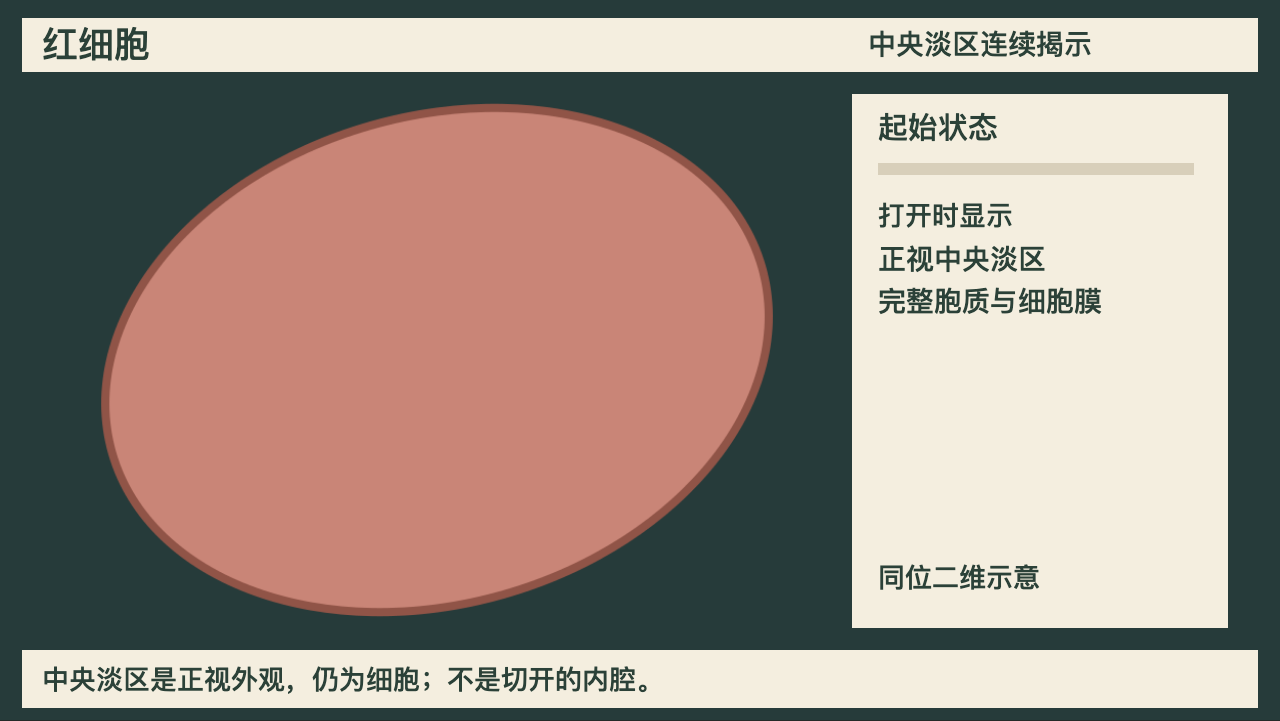 红细胞
中央淡区连续揭示
起始状态
打开时显示
正视中央淡区
完整胞质与细胞膜
同位二维示意
中央淡区是正视外观，仍为细胞；不是切开的内腔。